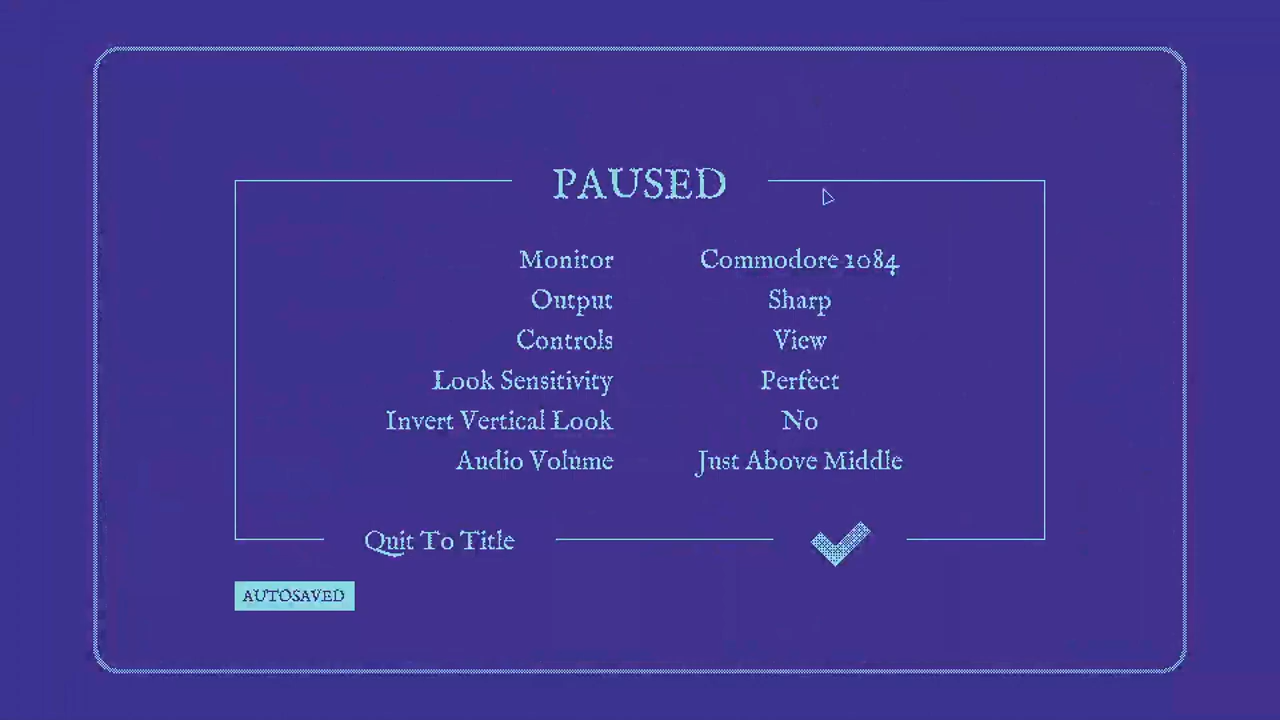 PAUSED
Monitor Commodore 1084
Output Sharp
Controls View
Look Sensitivity Perfect
Invert Vertical Look No
Audio Volume Just Above Middle
Quit To Title
AUTOSAVED